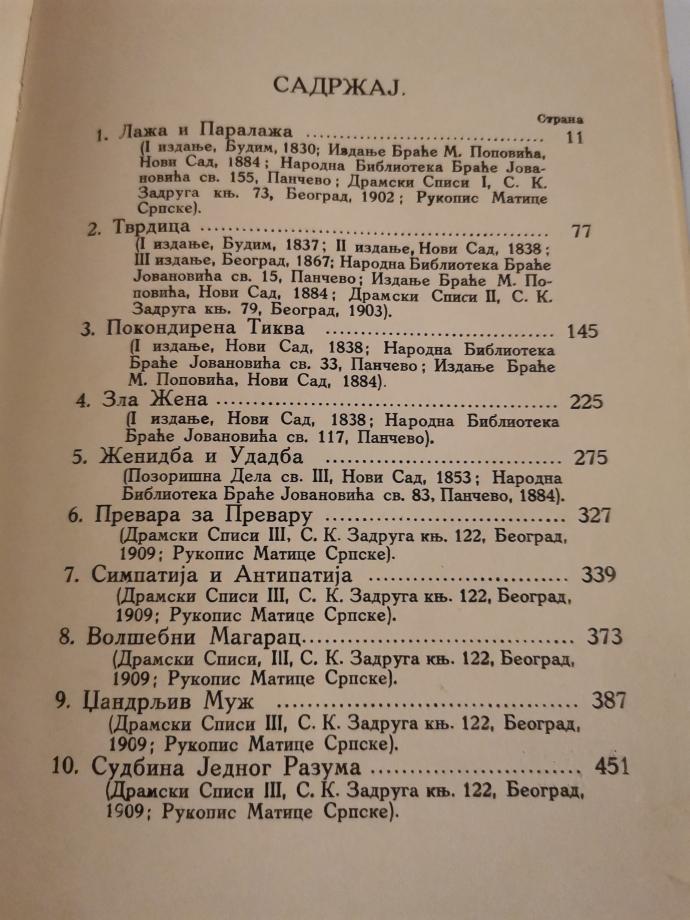 САДРЖАЈ.
Страна
1. Лажа и Паралажа ........................ 11
(I издање, Будим, 1830; Издање Браће М. Поповића,
Нови Сад, 1884; Народна Библиотека Браће Јова-
новића св. 155, Панчево; Драмски Списи I, С. К.
Задруга књ. 73, Београд, 1902; Рукопис Матице
Српске).
2. Тврдица ........................ 77
(I издање, Будим, 1837; II издање, Нови Сад, 1838;
III издање, Београд, 1867; Народна Библиотека Браће
Јовановића св. 15, Панчево; Издање Браће М. По-
повића, Нови Сад, 1884; Драмски Списи II, С. К.
Задруга књ. 79, Београд, 1903).
3. Покондирена Тиква ........................ 145
(I издање, Нови Сад, 1838; Народна Библиотека
Браће Јовановића св. 33, Панчево; Издање Браће
М. Поповића, Нови Сад, 1884).
4. Зла Жена ........................ 225
(I издање, Нови Сад, 1838; Народна Библиотека
Браће Јовановића св. 117, Панчево).
5. Женидба и Удадба ........................ 275
(Позоришна Дела св. III, Нови Сад, 1853; Народна
Библиотека Браће Јовановића св. 83, Панчево, 1884).
6. Превара за Превару ........................ 327
(Драмски Списи III, С. К. Задруга књ. 122, Београд,
1909; Рукопис Матице Српске).
7. Симпатија и Антипатија ........................ 339
(Драмски Списи III, С. К. Задруга књ. 122, Београд,
1909; Рукопис Матице Српске).
8. Волшебни Магарац ........................ 373
(Драмски Списи, III, С. К. Задруга књ. 122, Београд,
1909; Рукопис Матице Српске).
9. Џандрљив Муж ........................ 387
(Драмски Списи III, С. К. Задруга књ. 122, Београд,
1909; Рукопис Матице Српске).
10. Судбина Једног Разума ........................ 451
(Драмски Списи III, С. К. Задруга књ. 122, Београд,
1909; Рукопис Матице Српске).